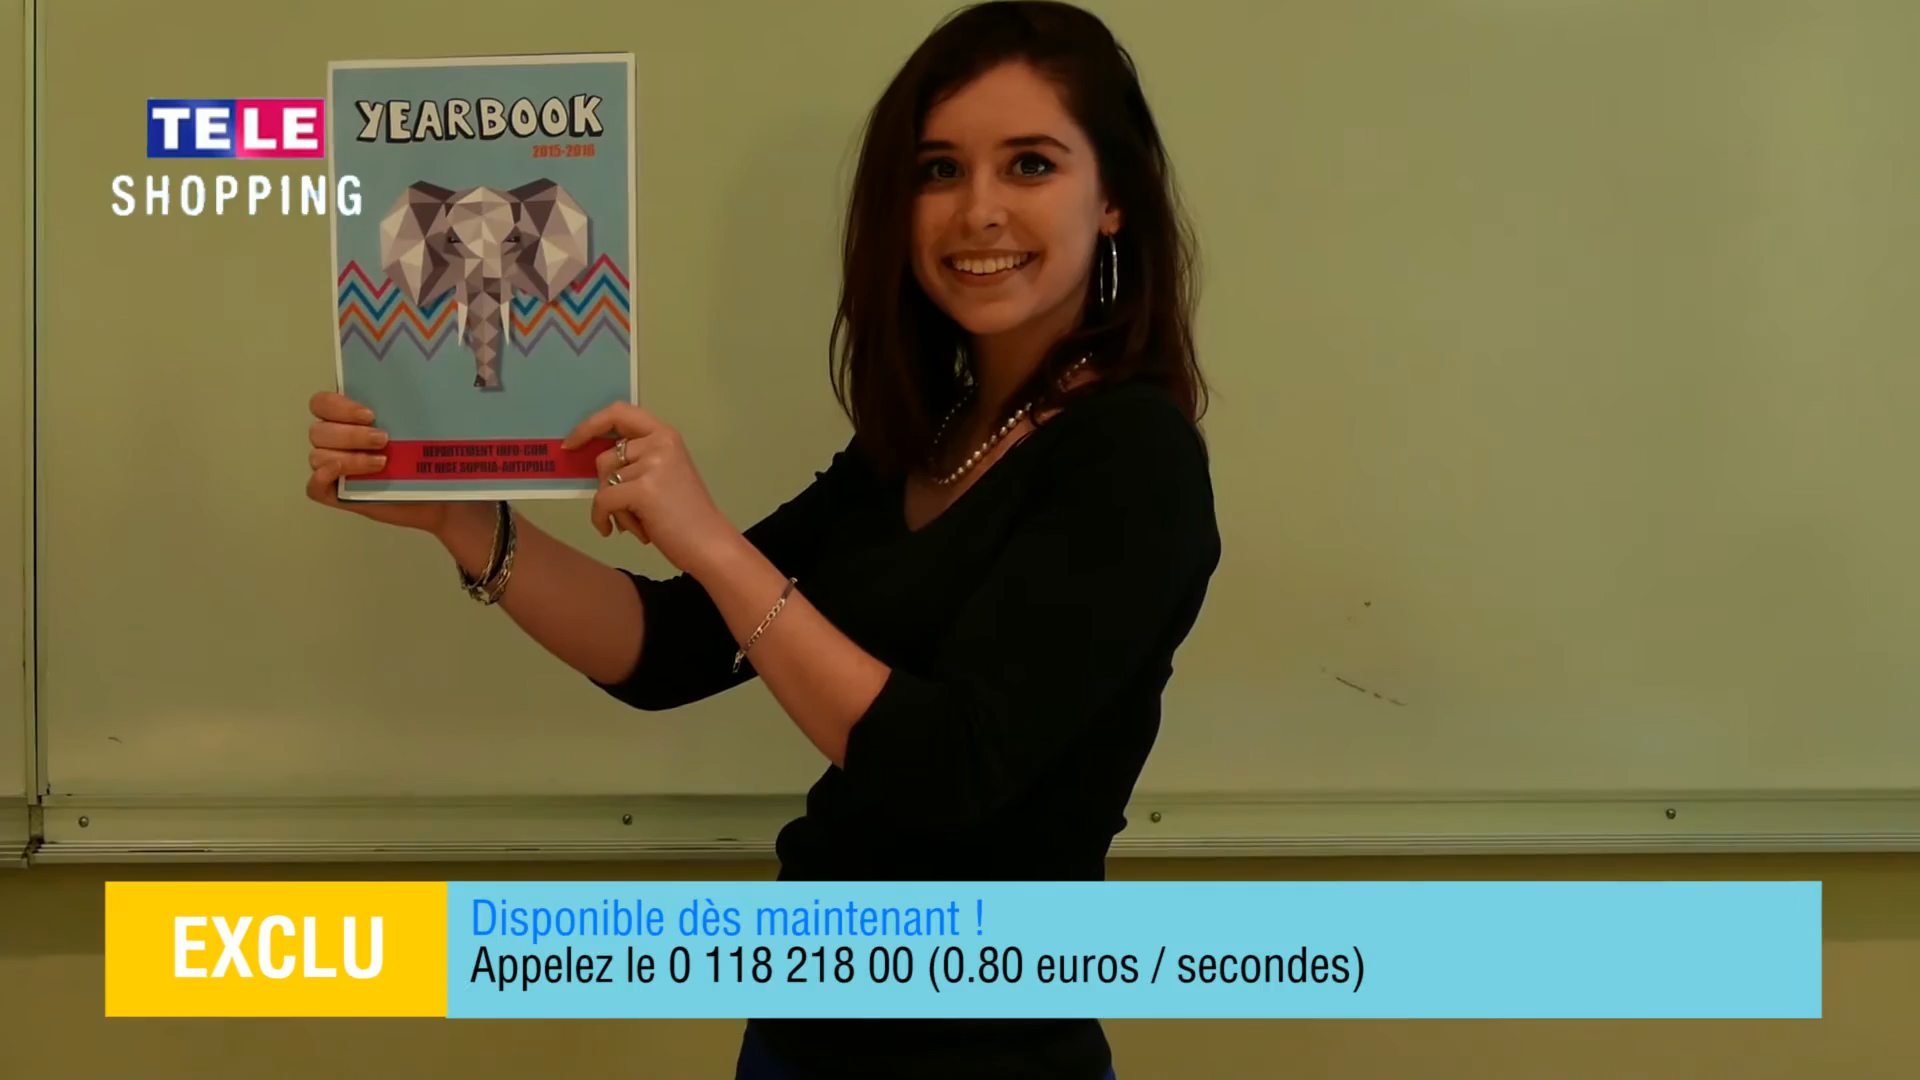 TELE
SHOPPING
YEARBOOK
2015-2016
DEPARTEMENT INFO-COM
IUT NICE SOPHIA-ANTIPOLIS
EXCLU
Disponible dès maintenant !
Appelez le 0 118 218 00 (0.80 euros / secondes)